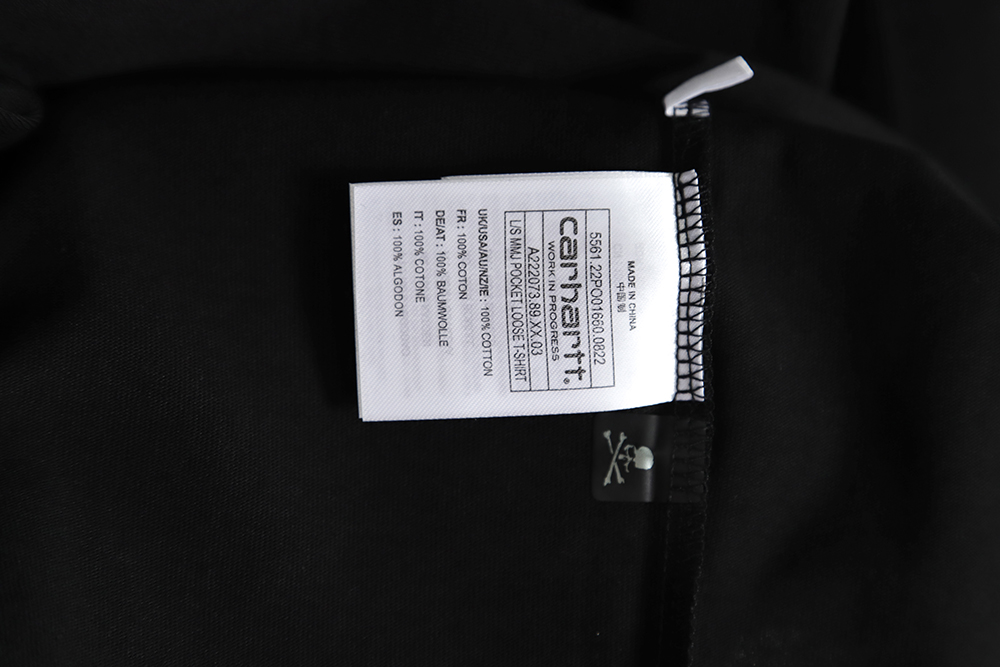 MADE IN CHINA
中国制
5561.22PO01660.0822
carhartt®
WORK IN PROGRESS
A222073.89.XX.03
L/S MMJ POCKET LOOSE T-SHIRT
UK/USA/AU/NZ/IE : 100% COTTON
FR : 100% COTON
DE/AT : 100% BAUMWOLLE
IT : 100% COTONE
ES : 100% ALGODON